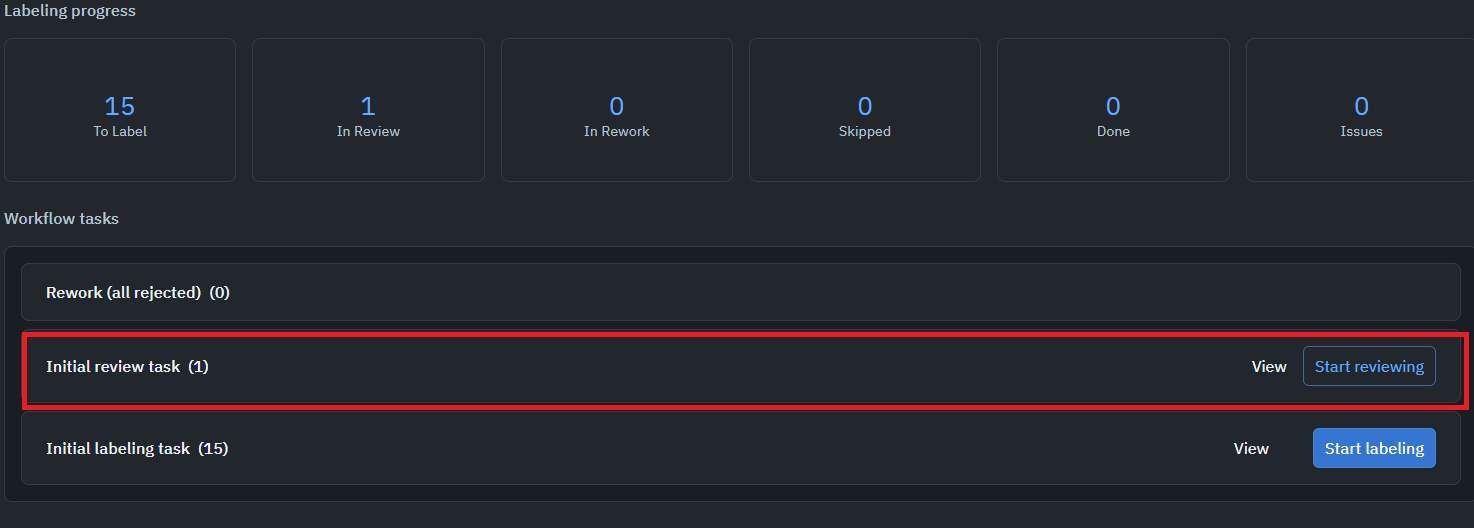 Labeling progress
15 1 0 0 0 0
To Label In Review In Rework Skipped Done Issues
Workflow tasks
Rework (all rejected) (0)
Initial review task (1) View Start reviewing
Initial labeling task (15) View Start labeling